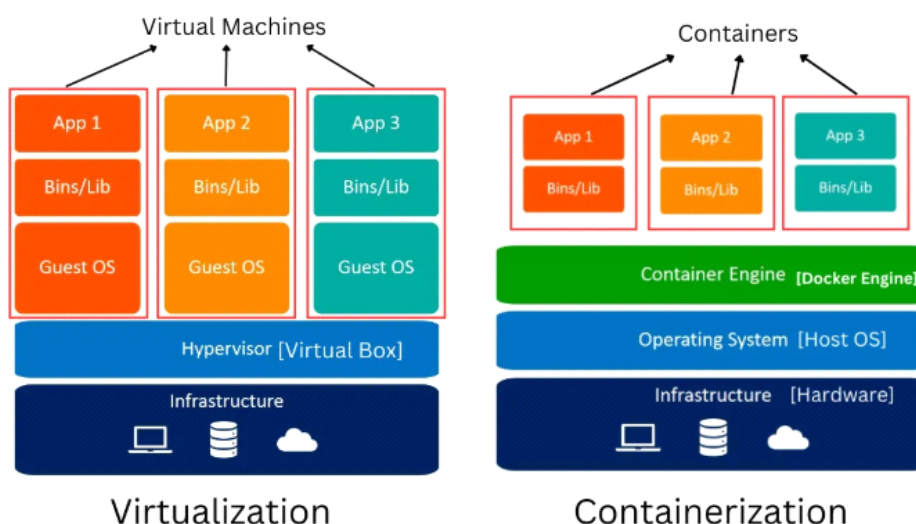 Virtual Machines
App 1
App 2
App 3
Bins/Lib
Bins/Lib
Bins/Lib
Guest OS
Guest OS
Guest OS
Hypervisor [Virtual Box]
Infrastructure
Virtualization
Containers
App 1
App 2
App 3
Bins/Lib
Bins/Lib
Bins/Lib
Container Engine [Docker Engine]
Operating System [Host OS]
Infrastructure [Hardware]
Containerization